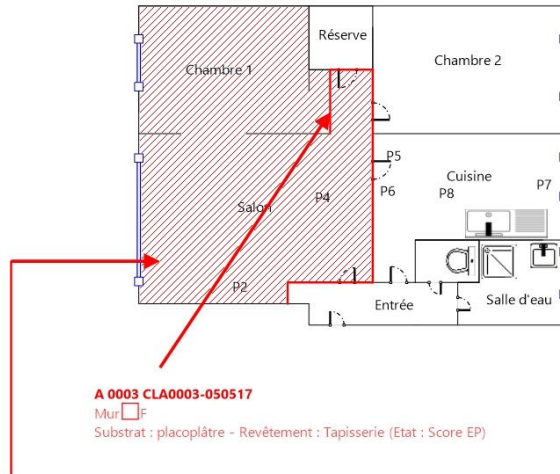 Réserve
Chambre 1
Chambre 2
P5
Cuisine
P7
P4
P6
P8
Salon
P2
Entrée
Salle d'eau
A 0003 CLA0003-050517
Mur F
Substrat : placoplâtre - Revêtement : Tapisserie (Etat : Score EP)